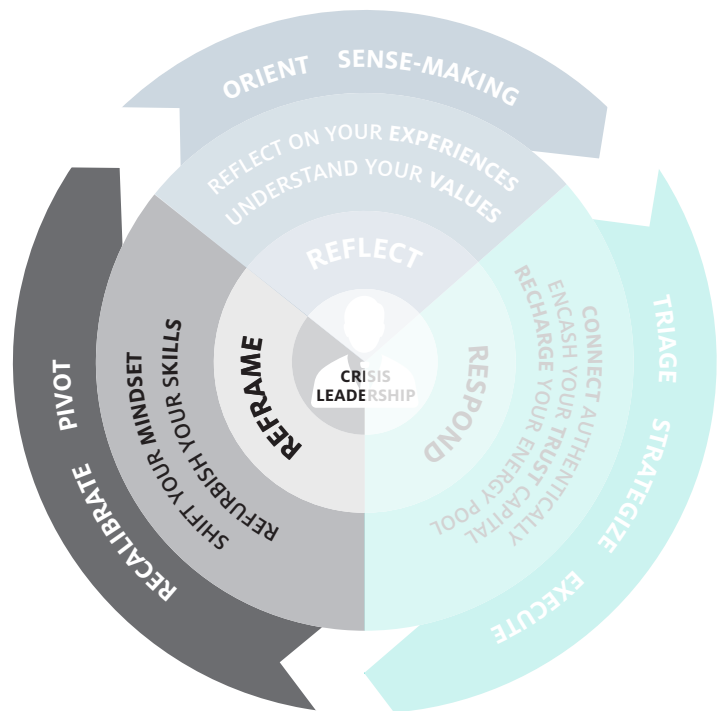 ORIENT SENSE-MAKING
REFLECT ON YOUR EXPERIENCES
UNDERSTAND YOUR VALUES
REFLECT
CRISIS
LEADERSHIP
RESPOND
RECHARGE YOUR ENERGY POOL
ENCASH YOUR TRUST CAPITAL
CONNECT AUTHENTICALLY
TRIAGE STRATEGIZE EXECUTE
REFRAME
REFURBISH YOUR SKILLS
SHIFT YOUR MINDSET
RECALIBRATE PIVOT